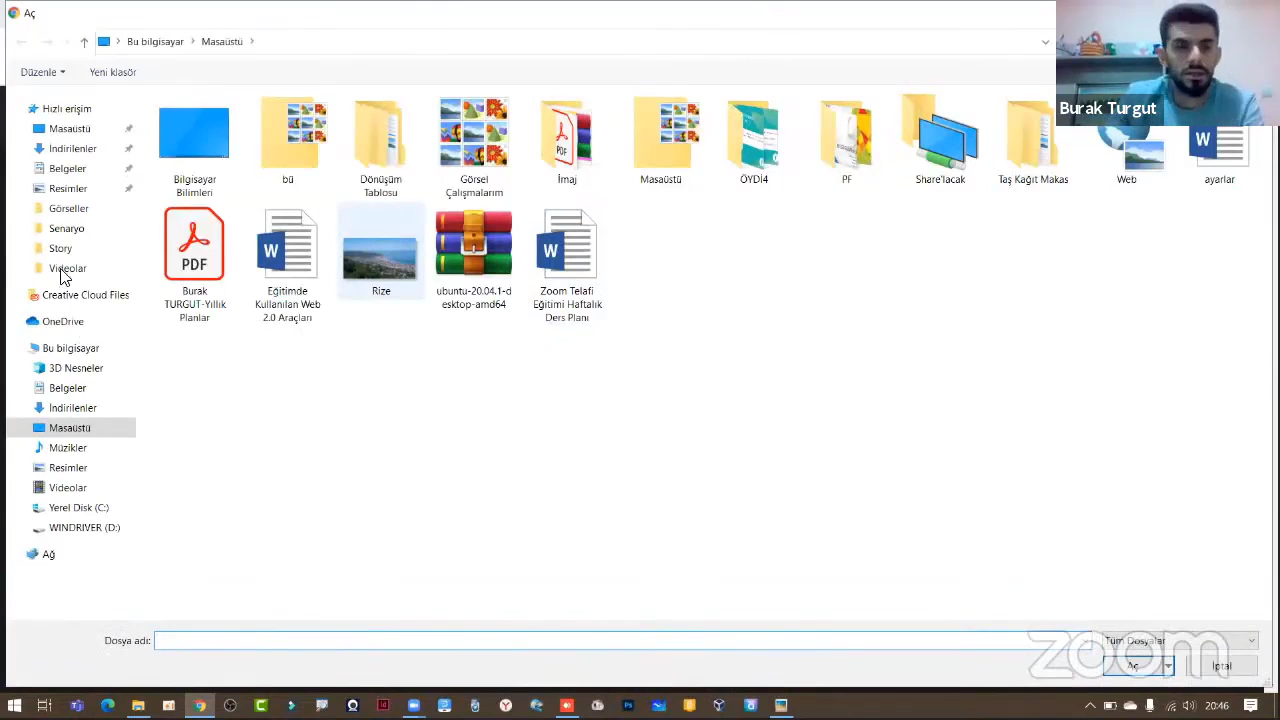 Aç
Bu bilgisayar
Masaüstü
Burak Turgut
Düzenle
Yeni klasör
Hızlı erişim
Masaüstü
İndirilenler
Belgeler
Resimler
Görseller
Senaryo
Story
Videolar
Creative Cloud Files
OneDrive
Bu bilgisayar
3D Nesneler
Belgeler
İndirilenler
Masaüstü
Müzikler
Resimler
Videolar
Yerel Disk (C:)
WINDRIVER (D:)
Ağ
Bilgisayar
Bilimleri
bü
Dönüşüm
Tablosu
Görsel
Çalışmalarım
PDF
İmaj
Masaüstü
ÖYDİ4
PF
Share'lacak
Taş Kağıt Makas
Web
W
ayarlar
PDF
Burak
TURGUT-Yıllık
Planlar
W
Eğitimde
Kullanılan Web
2.0 Araçları
Rize
ubuntu-20.04.1-d
esktop-amd64
W
Zoom Telafi
Eğitimi Haftalık
Ders Planı
Dosya adı:
Tüm Dosyalar
Aç
İptal
zoom
20:46